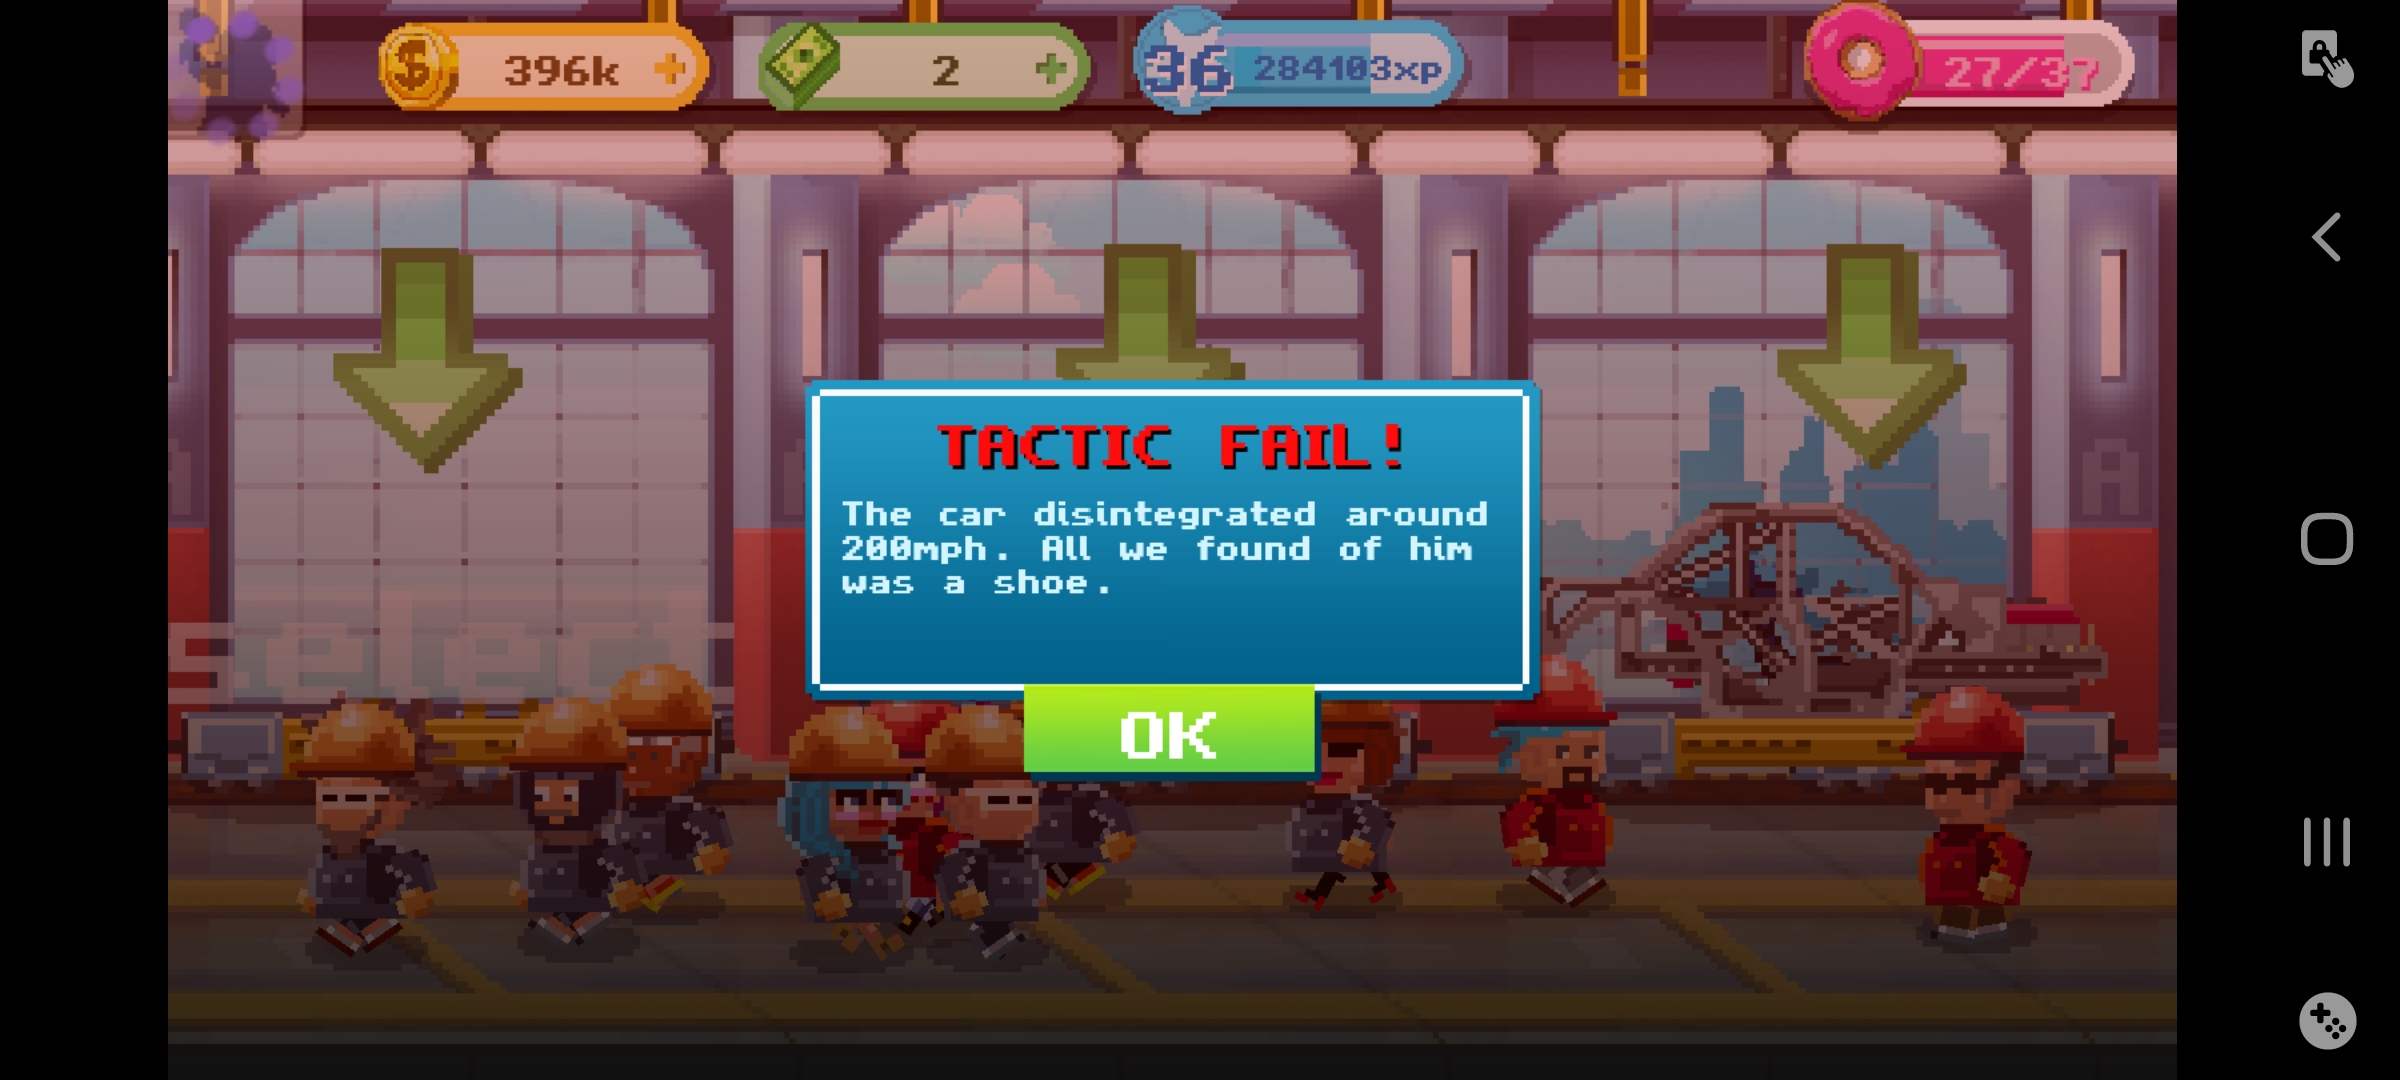 396k
2
36
284103xp
27/37
TACTIC FAIL!
The car disintegrated around
200mph. All we found of him
was a shoe.
select
OK